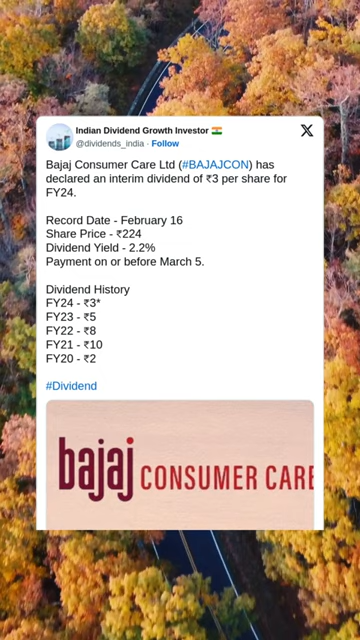 Indian Dividend Growth Investor 🇮🇳
@dividends_india · Follow
Bajaj Consumer Care Ltd (#BAJAJCON) has
declared an interim dividend of ₹3 per share for
FY24.
Record Date - February 16
Share Price - ₹224
Dividend Yield - 2.2%
Payment on or before March 5.
Dividend History
FY24 - ₹3*
FY23 - ₹5
FY22 - ₹8
FY21 - ₹10
FY20 - ₹2
#Dividend
bajaj CONSUMER CARE